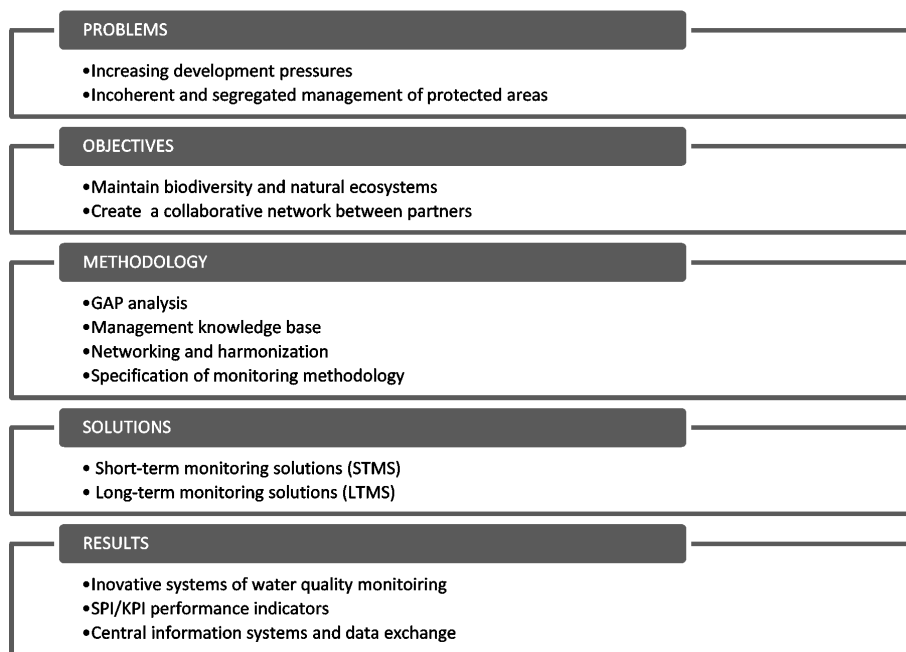 PROBLEMS
•Increasing development pressures
•Incoherent and segregated management of protected areas
OBJECTIVES
•Maintain biodiversity and natural ecosystems
•Create  a collaborative network between partners
METHODOLOGY
•GAP analysis
•Management knowledge base
•Networking and harmonization
•Specification of monitoring methodology
SOLUTIONS
• Short-term monitoring solutions (STMS)
• Long-term monitoring solutions (LTMS)
RESULTS
•Inovative systems of water quality monitoiring
•SPI/KPI performance indicators
•Central information systems and data exchange